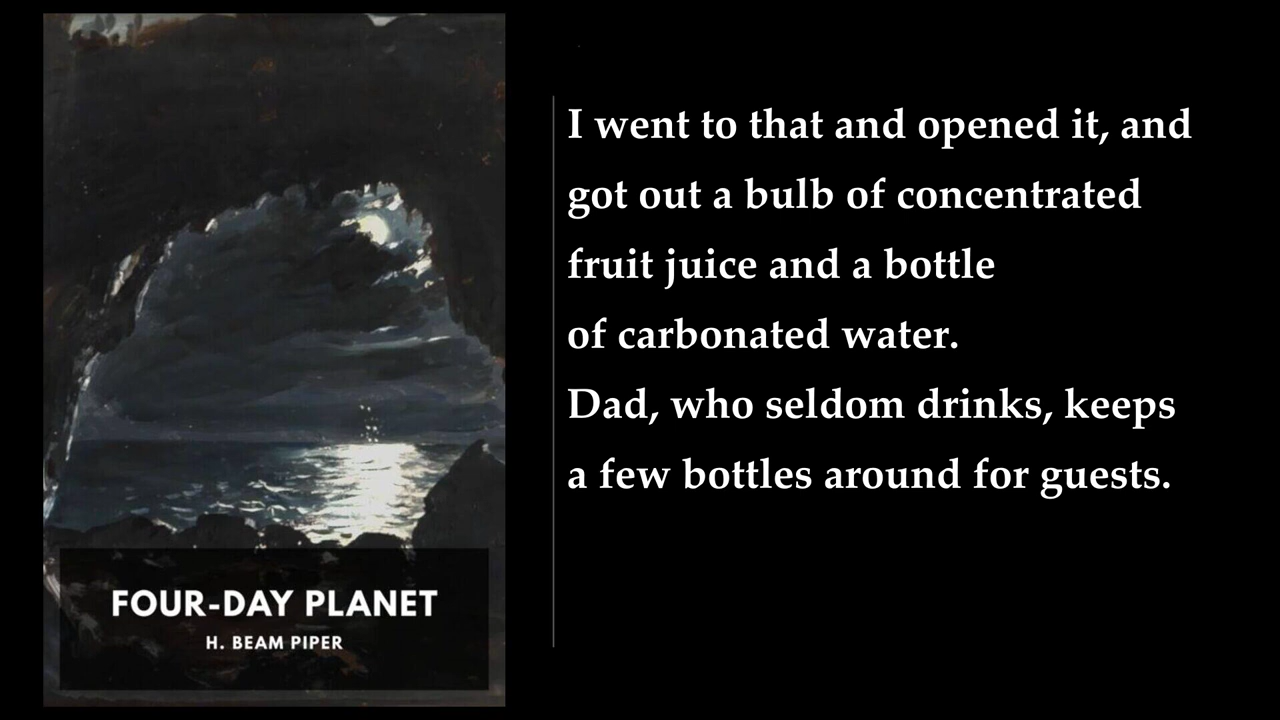 I went to that and opened it, and
got out a bulb of concentrated
fruit juice and a bottle
of carbonated water.
Dad, who seldom drinks, keeps
a few bottles around for guests.
FOUR-DAY PLANET
H. BEAM PIPER